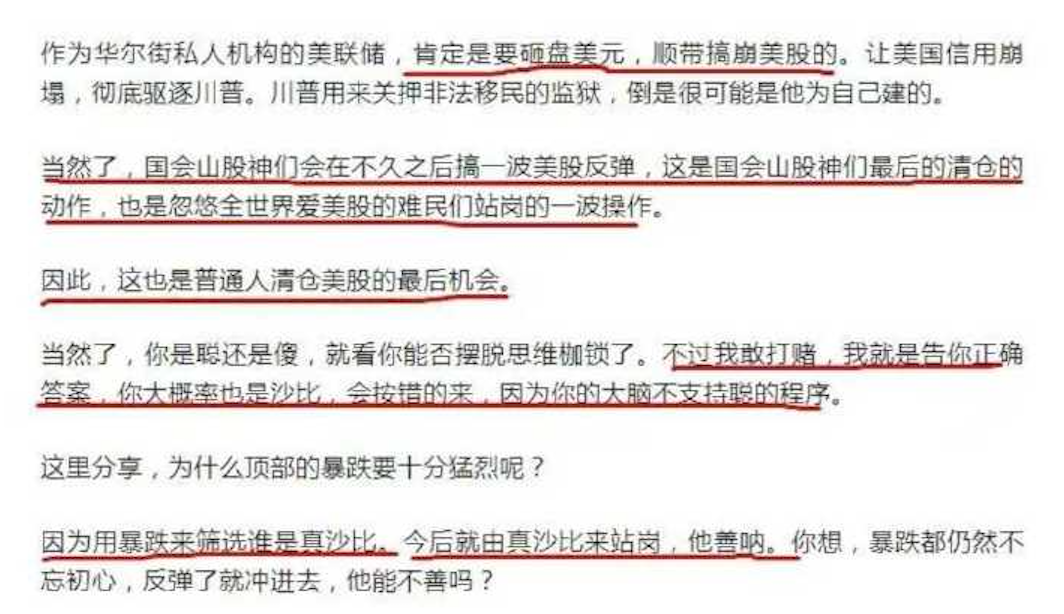 作为华尔街私人机构的美联储，肯定是要砸盘美元，顺带搞崩美股的。让美国信用崩
塌，彻底驱逐川普。川普用来关押非法移民的监狱，倒是很可能是他为自己建的。
当然了，国会山股神们会在不久之后搞一波美股反弹，这是国会山股神们最后的清仓的
动作，也是忽悠全世界爱美股的难民们站岗的一波操作。
因此，这也是普通人清仓美股的最后机会。
当然了，你是聪还是傻，就看你能否摆脱思维枷锁了。不过我敢打赌，我就是告你正确
答案，你大概率也是沙比，会按错的来，因为你的大脑不支持聪的程序。
这里分享，为什么顶部的暴跌要十分猛烈呢？
因为用暴跌来筛选谁是真沙比。今后就由真沙比来站岗，他善呐。你想，暴跌都仍然不
忘初心，反弹了就冲进去，他能不善吗？